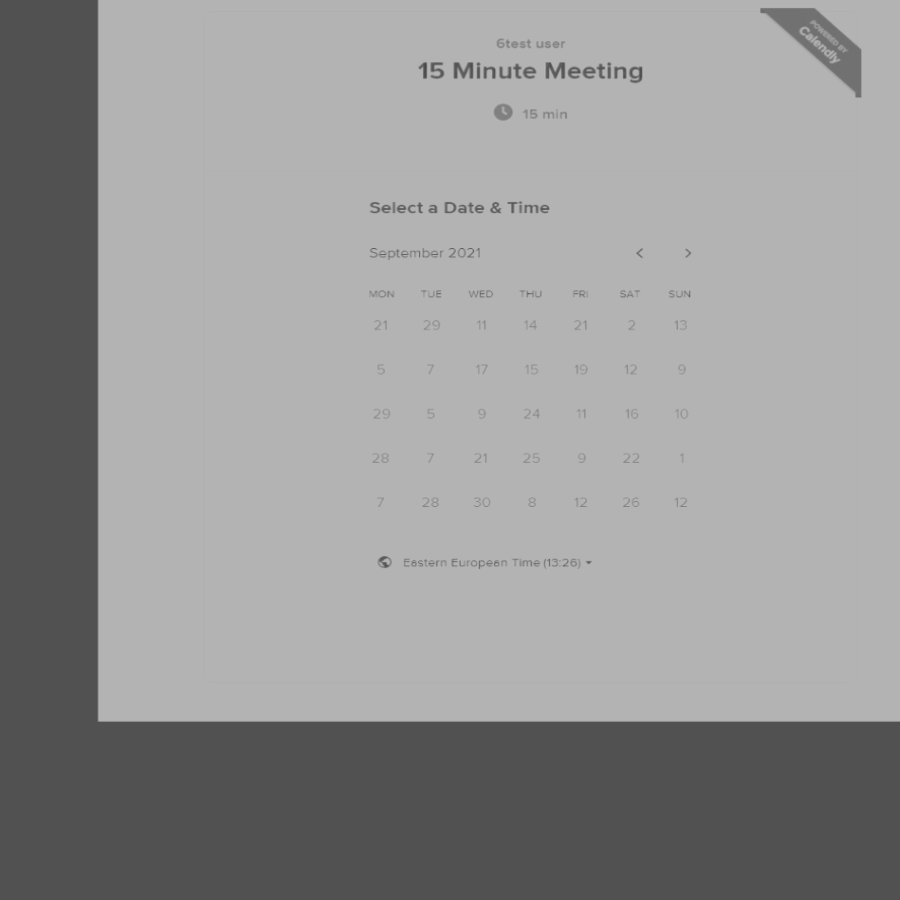 6test user
15 Minute Meeting
15 min
POWERED BY
Calendly
Select a Date & Time
September 2021
MON TUE WED THU FRI SAT SUN
21 29 11 14 21 2 13
5 7 17 15 19 12 9
29 5 9 24 11 16 10
28 7 21 25 9 22 1
7 28 30 8 12 26 12
Eastern European Time (13:26)